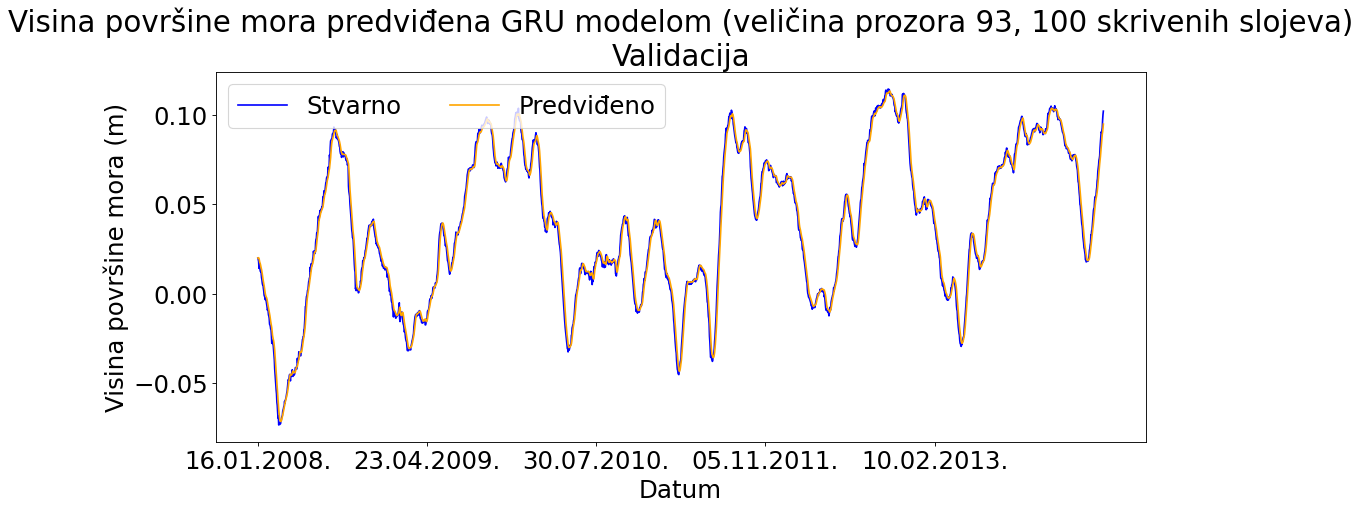 Visina površine mora predviđena GRU modelom (veličina prozora 93, 100 skrivenih slojeva)
Validacija
Stvarno
Predviđeno
Visina površine mora (m)
0.10
0.05
0.00
−0.05
16.01.2008.
23.04.2009.
30.07.2010.
05.11.2011.
10.02.2013.
Datum